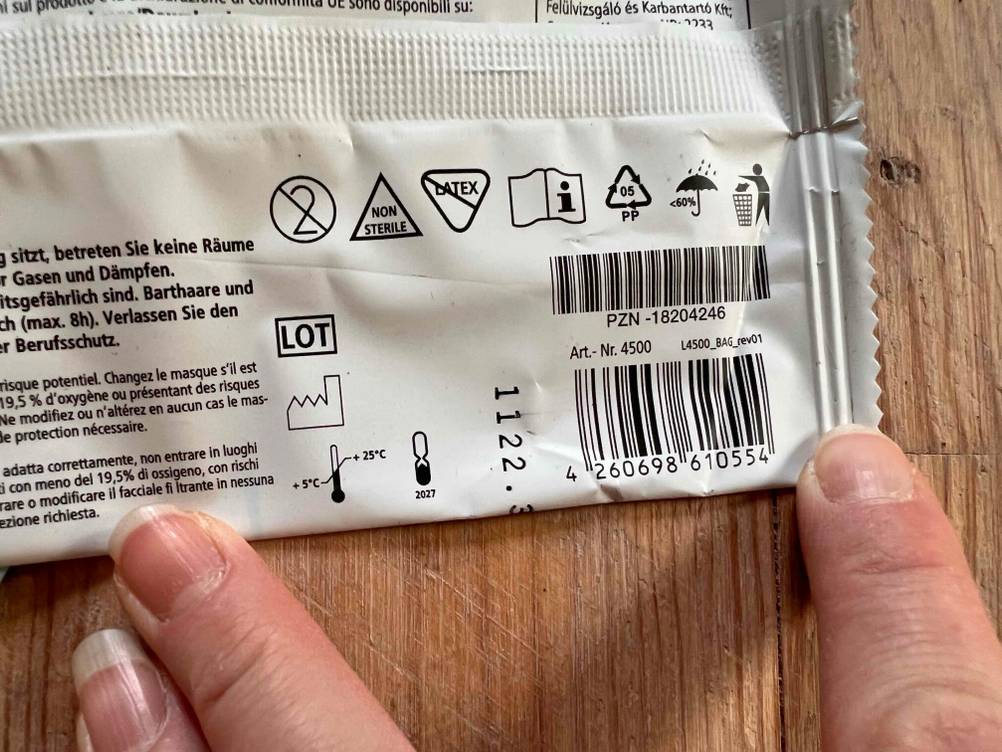 sul prodotto
di conformità UE sono disponibili su:
Felülvizsgáló és Karbantartó Kft;
2233
2
NON
STERILE
LATEX
i
05
PP
<60%
sitzt, betreten Sie keine Räume
Gasen und Dämpfen.
itsgefährlich sind. Barthaare und
(max. 8h). Verlassen Sie den
Berufsschutz.
PZN -18204246
LOT
Art.- Nr. 4500 L4500_BAG_rev01
risque potentiel. Changez le masque s'il est
19,5 % d'oxygène ou présentant des risques
Ne modifiez ou n'altérez en aucun cas le mas-
de protection nécessaire.
adatta correttamente, non entrare in luoghi
con meno del 19,5% di ossigeno, con rischi
rare o modificare il facciale fi ltrante in nessuna
ezione richiesta.
+ 25°C
+ 5°C
2027
1122.
4 260698 610554